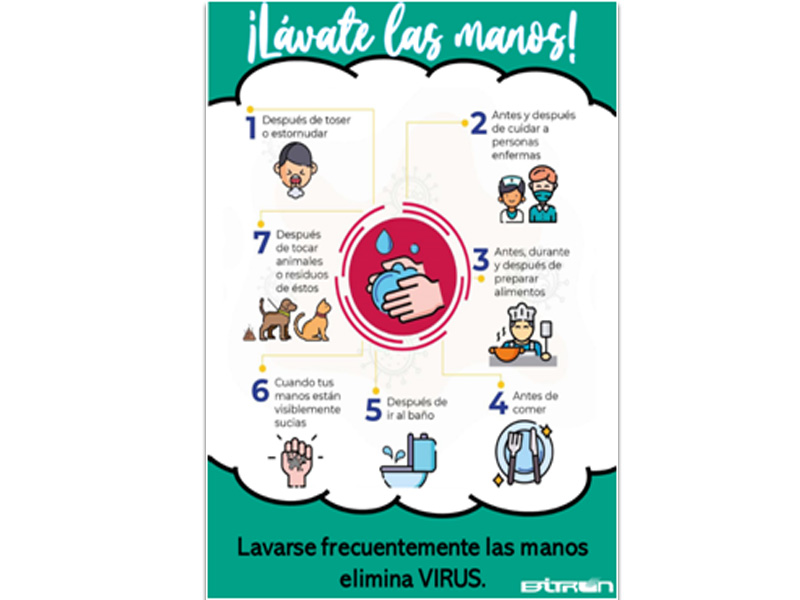 ¡Lávate las manos!
1 Después de toser
o estornudar
2 Antes y después
de cuidar a
personas
enfermas
7 Después
de tocar
animales
o residuos
de éstos
3 Antes, durante
y después de
preparar
alimentos
6 Cuando tus
manos están
visiblemente
sucias
5 Después de
ir al baño
4 Antes de
comer
Lavarse frecuentemente las manos
elimina VIRUS.
BITRON